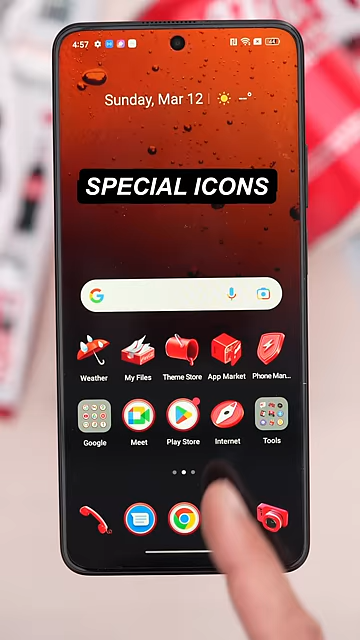 4:57
Sunday, Mar 12
SPECIAL ICONS
Weather My Files Theme Store App Market Phone Man...
Google Meet Play Store Internet Tools